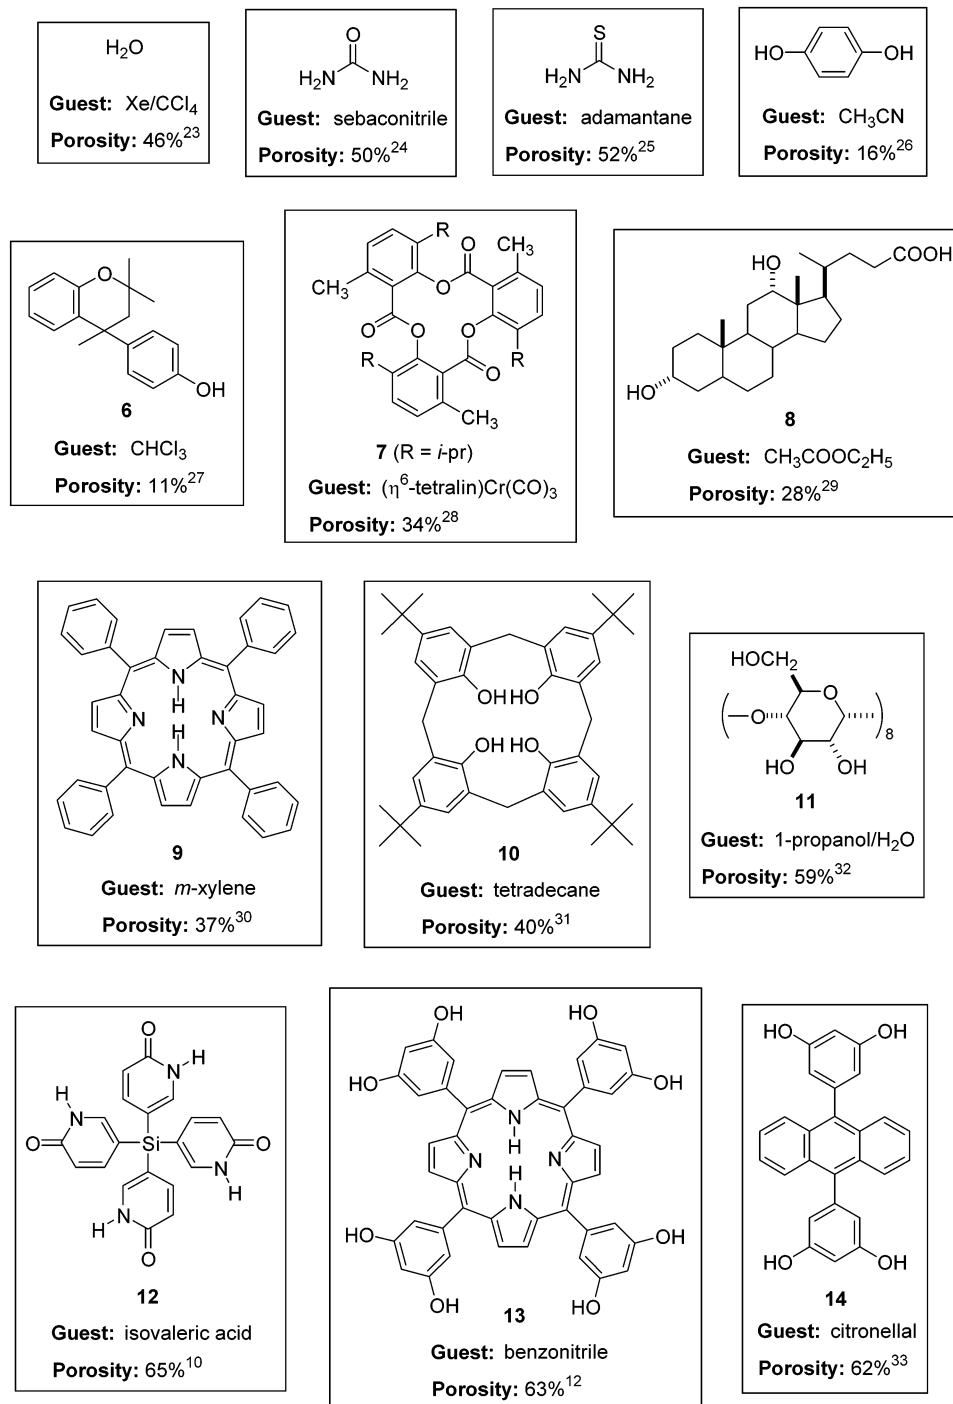 H₂O
Guest: Xe/CCl₄
Porosity: 46%²³
O
H₂N NH₂
Guest: sebaconitrile
Porosity: 50%²⁴
S
H₂N NH₂
Guest: adamantane
Porosity: 52%²⁵
HO OH
Guest: CH₃CN
Porosity: 16%²⁶
O
OH
6
Guest: CHCl₃
Porosity: 11%²⁷
R
O CH₃
CH₃ O
O O O R
R O
CH₃
7 (R = i-pr)
Guest: (η⁶-tetralin)Cr(CO)₃
Porosity: 34%²⁸
COOH
HO
HO
8
Guest: CH₃COOC₂H₅
Porosity: 28%²⁹
N
H
N N
H
N
9
Guest: m-xylene
Porosity: 37%³⁰
OH HO
OH HO
10
Guest: tetradecane
Porosity: 40%³¹
HOCH₂
O
( O )₈
HO OH
11
Guest: 1-propanol/H₂O
Porosity: 59%³²
O
N H
H N
O Si O
N H
H N
O
12
Guest: isovaleric acid
Porosity: 65%¹⁰
OH HO
HO OH
N
H
N N
H
N
HO OH
OH HO
13
Guest: benzonitrile
Porosity: 63%¹²
HO OH
HO OH
14
Guest: citronellal
Porosity: 62%³³